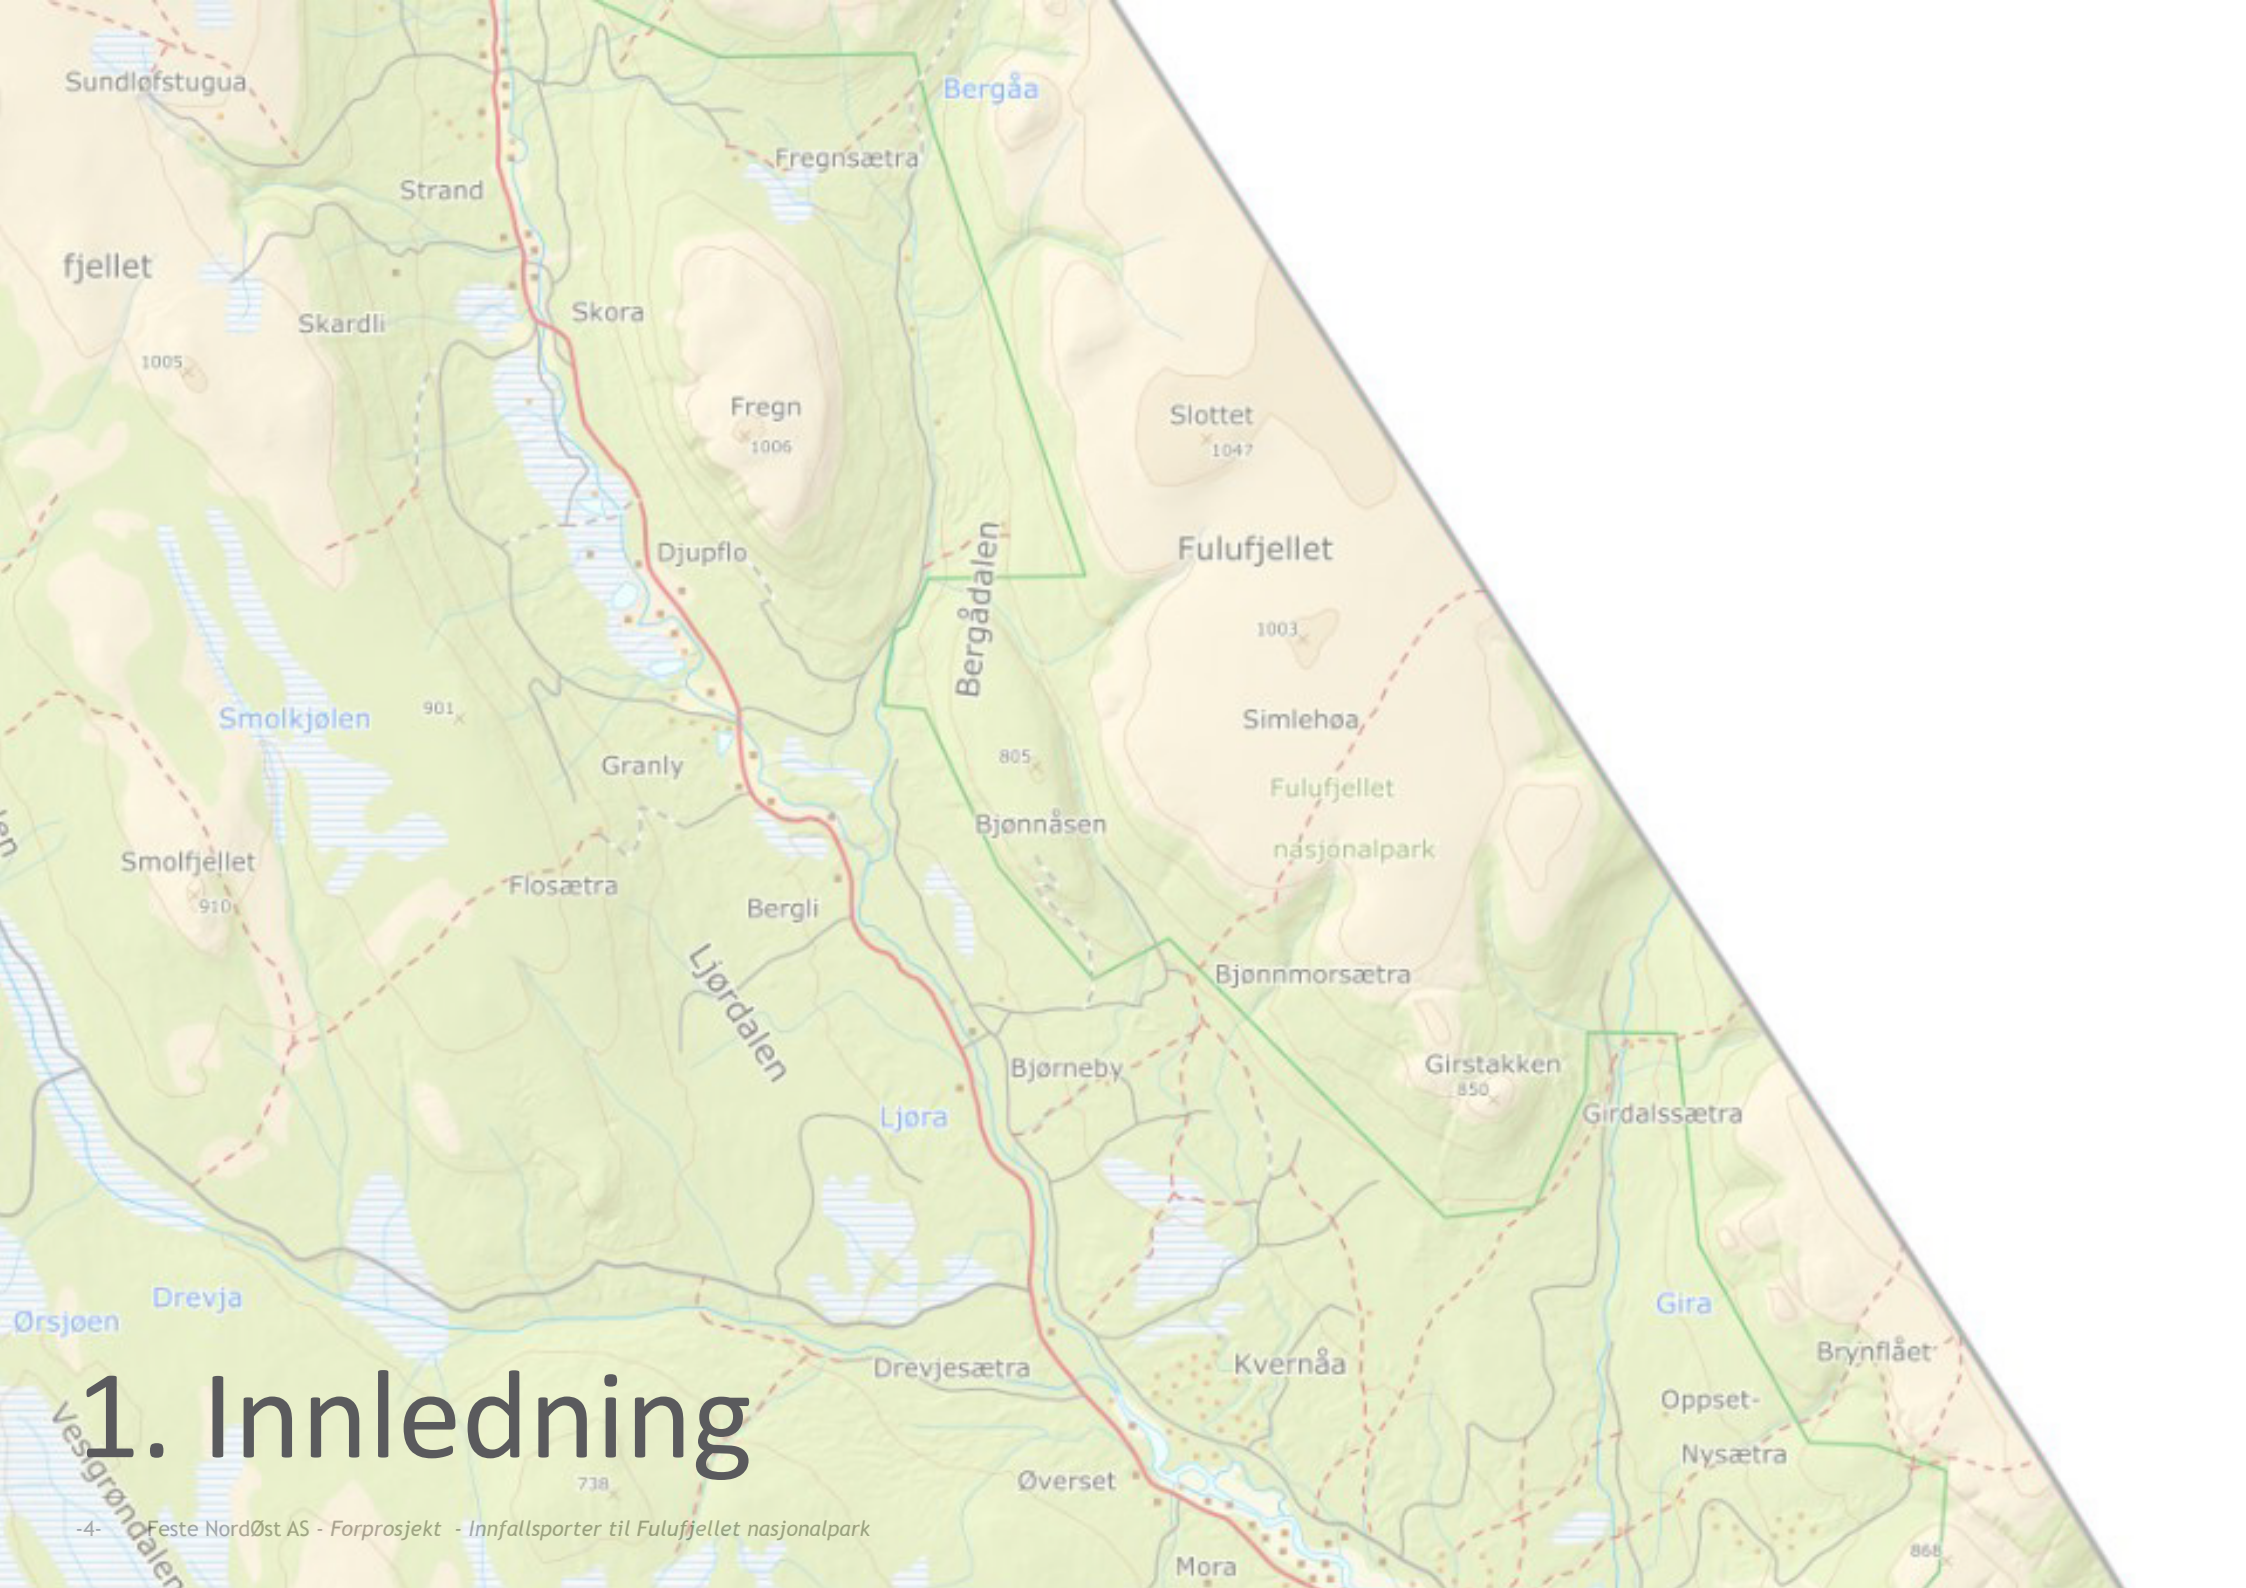 Sundløfstugua
Bergåa
Fregnsætra
Strand
fjellet
Skora
Skardli
1005
Fregn
1006
Slottet
1047
Djupflo
Fulufjellet
Bergådalen
1003
Smolkjølen
901
Simlehøa
Granly
805
Fulufjellet
nasjonalpark
Bjønnåsen
Smolfjellet
910
Flosætra
Bergli
Ljørdalen
Bjønnmorsætra
Bjørneby
Girstakken
850
Ljøra
Girdalssætra
Drevja
Ørsjøen
Gira
Brynflået
Drevjesætra
Kvernåa
Oppset-
Nysætra
1. Innledning
Veslgrøndalen
738
Øverset
-4- Feste NordØst AS - Forprosjekt - Innfallsporter til Fulufjellet nasjonalpark
868
Mora